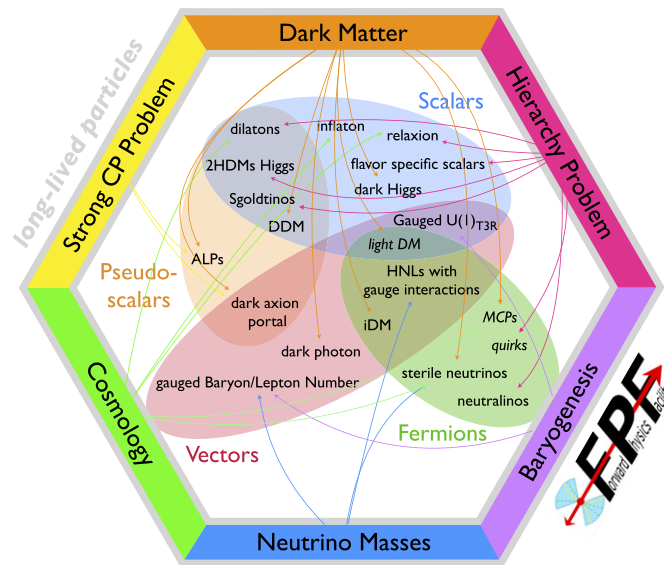 Dark Matter
long-lived particles
Strong CP Problem
Hierarchy Problem
Scalars
dilatons
inflaton
relaxion
2HDMs Higgs
flavor specific scalars
dark Higgs
Sgoldtinos
DDM
Gauged U(1)T3R
light DM
ALPs
HNLs with
gauge interactions
Pseudo-
scalars
dark axion
portal
iDM
MCPs
quirks
dark photon
sterile neutrinos
gauged Baryon/Lepton Number
neutralinos
Cosmology
Baryogenesis
Fermions
Vectors
Neutrino Masses
FPF
Forward Physics Facility